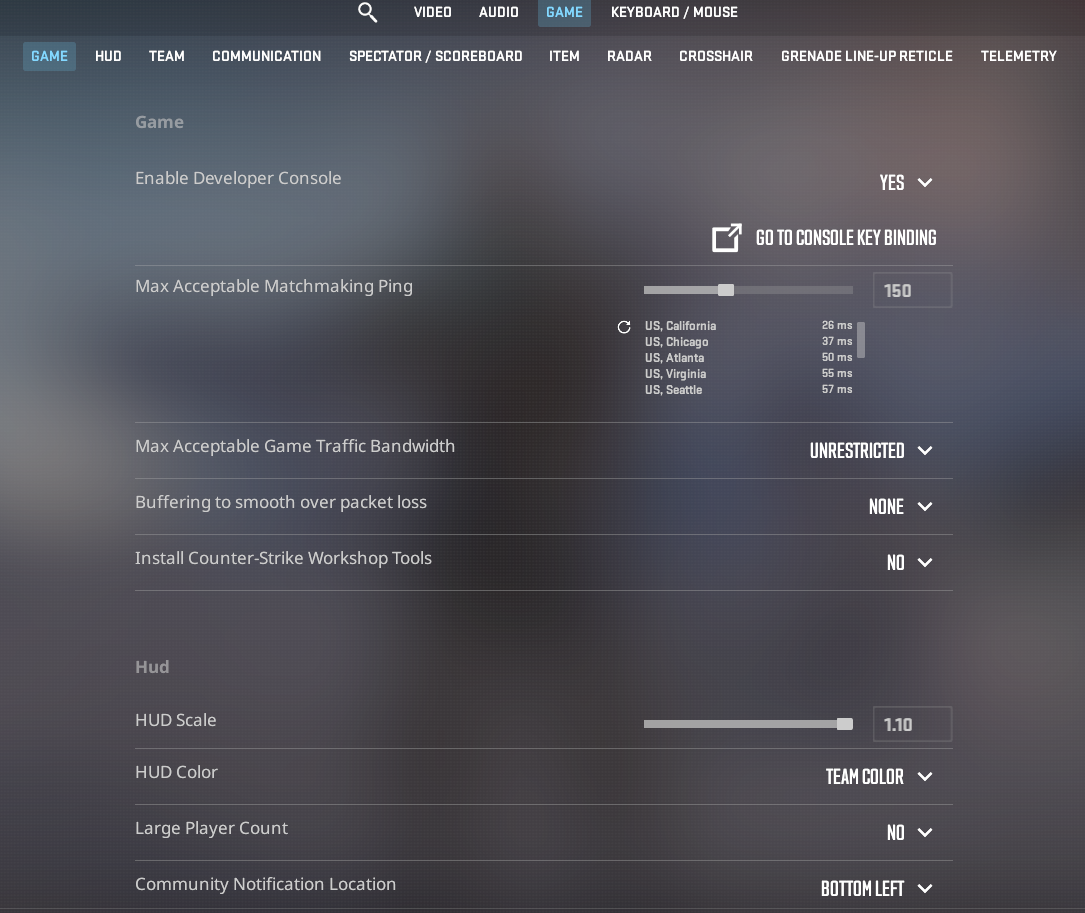 VIDEO AUDIO GAME KEYBOARD / MOUSE
GAME HUD TEAM COMMUNICATION SPECTATOR / SCOREBOARD ITEM RADAR CROSSHAIR GRENADE LINE-UP RETICLE TELEMETRY
Game
Enable Developer Console YES
GO TO CONSOLE KEY BINDING
Max Acceptable Matchmaking Ping 150
US, California 26 ms
US, Chicago 37 ms
US, Atlanta 50 ms
US, Virginia 55 ms
US, Seattle 57 ms
Max Acceptable Game Traffic Bandwidth UNRESTRICTED
Buffering to smooth over packet loss NONE
Install Counter-Strike Workshop Tools NO
Hud
HUD Scale 1.10
HUD Color TEAM COLOR
Large Player Count NO
Community Notification Location BOTTOM LEFT